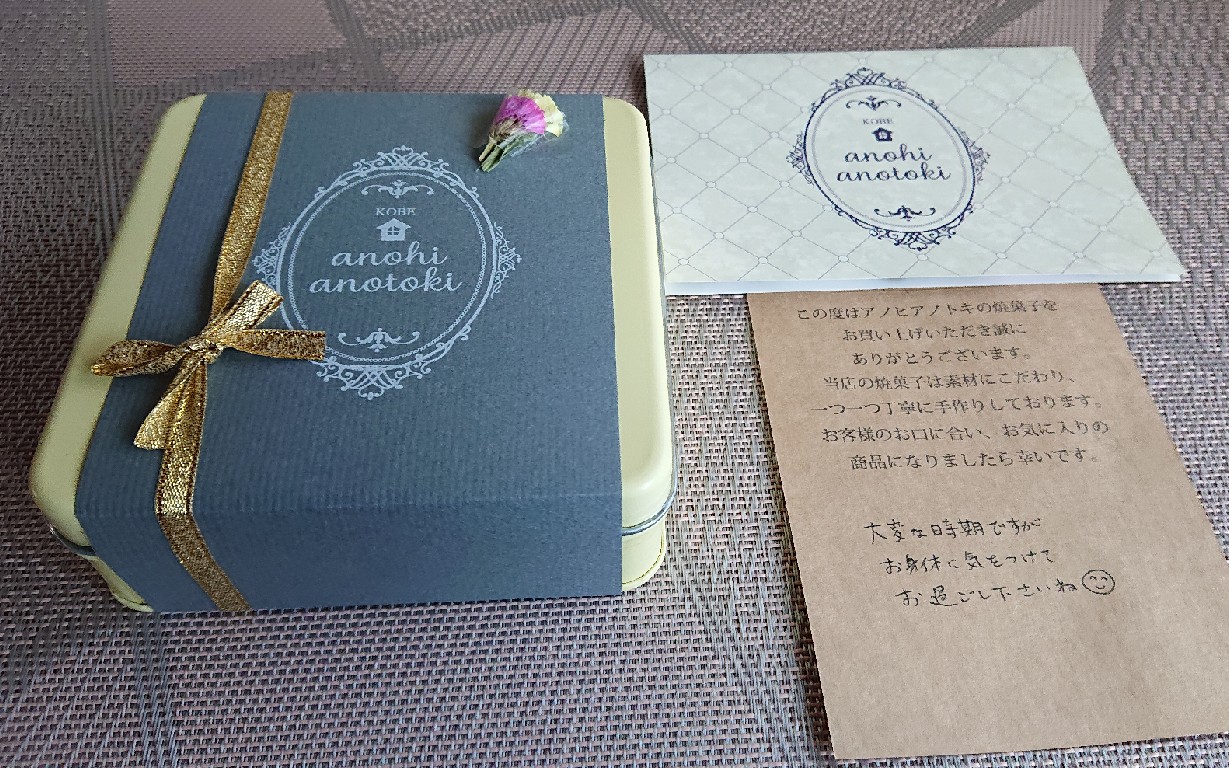 KOBE
anohi
anotoki
KOBE
anohi
anotoki
この度はアノヒアノトキの焼菓子を
お買い上げいただき誠に
ありがとうございます。
当店の焼菓子は素材にこだわり、
一つ一つ丁寧に手作りしております。
お客様のお口に合い、お気に入りの
商品になりましたら幸いです。
大変な時期ですが
お身体に気をつけて
お過ごし下さいね